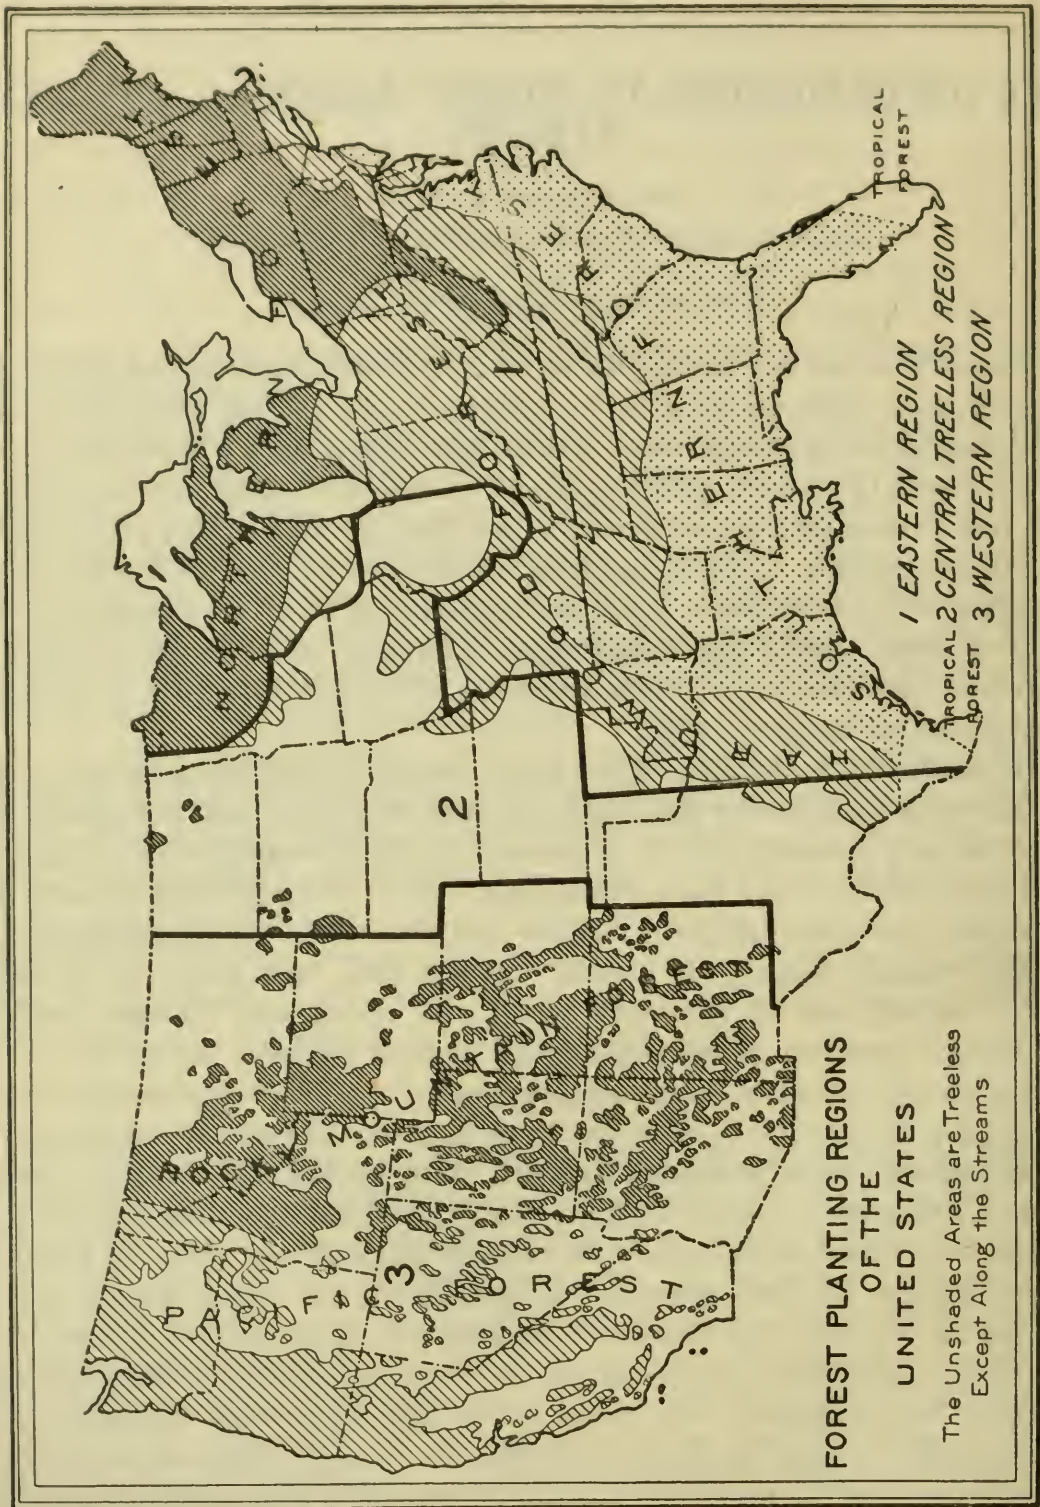 NORTHERN FOREST
HARDWOOD FOREST
SOUTHERN FOREST
ROCKY MOUNTAIN FOREST
PACIFIC FOREST
1
2
3
TROPICAL
FOREST
TROPICAL
FOREST
1 EASTERN REGION
2 CENTRAL TREELESS REGION
3 WESTERN REGION
FOREST PLANTING REGIONS
OF THE
UNITED STATES
The Unshaded Areas are Treeless
Except Along the Streams